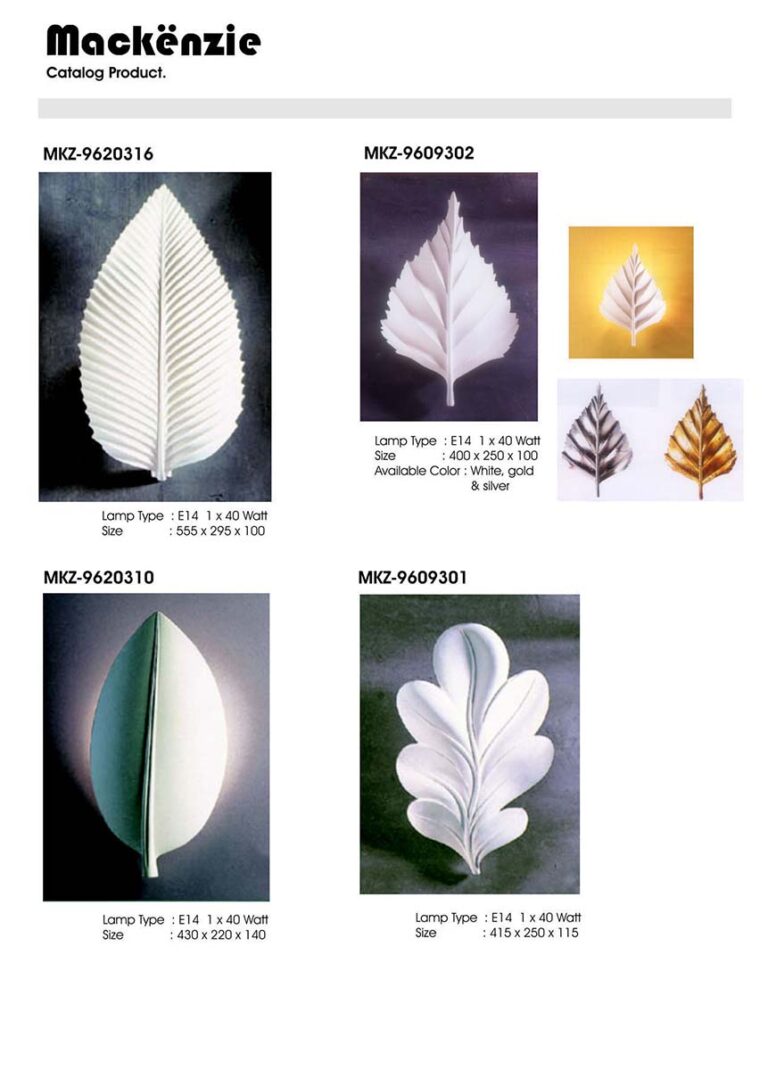 Mackënzie
Catalog Product.
MKZ-9620316
Lamp Type : E14 1 x 40 Watt
Size : 555 x 295 x 100
MKZ-9609302
Lamp Type : E14 1 x 40 Watt
Size : 400 x 250 x 100
Available Color : White, gold
& silver
MKZ-9620310
Lamp Type : E14 1 x 40 Watt
Size : 430 x 220 x 140
MKZ-9609301
Lamp Type : E14 1 x 40 Watt
Size : 415 x 250 x 115